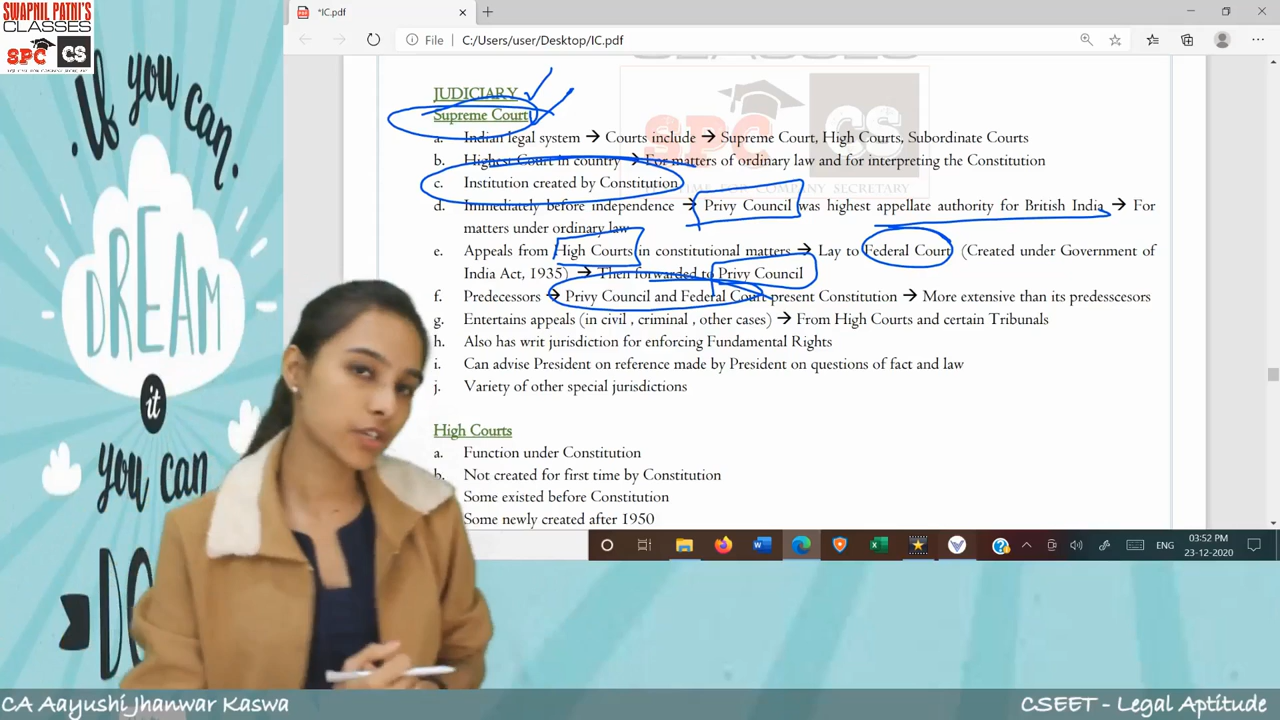 SWAPNIL PATNI'S
CLASSES
SPC CS
*IC.pdf
File C:/Users/user/Desktop/IC.pdf
If you can
DREAM
it
you can
DO
SPC CS
TIME FOR COMPANY SECRETARY
JUDICIARY
Supreme Court
a. Indian legal system → Courts include → Supreme Court, High Courts, Subordinate Courts
b. Highest Court in country → For matters of ordinary law and for interpreting the Constitution
c. Institution created by Constitution
d. Immediately before independence → Privy Council was highest appellate authority for British India → For
matters under ordinary law
e. Appeals from High Courts in constitutional matters → Lay to Federal Court (Created under Government of
India Act, 1935) → Then forwarded to Privy Council
f. Predecessors → Privy Council and Federal Court present Constitution → More extensive than its predesscesors
g. Entertains appeals (in civil , criminal , other cases) → From High Courts and certain Tribunals
h. Also has writ jurisdiction for enforcing Fundamental Rights
i. Can advise President on reference made by President on questions of fact and law
j. Variety of other special jurisdictions
High Courts
a. Function under Constitution
b. Not created for first time by Constitution
Some existed before Constitution
Some newly created after 1950
ENG
03:52 PM
23-12-2020
CA Aayushi Jhanwar Kaswa
CSEET - Legal Aptitude